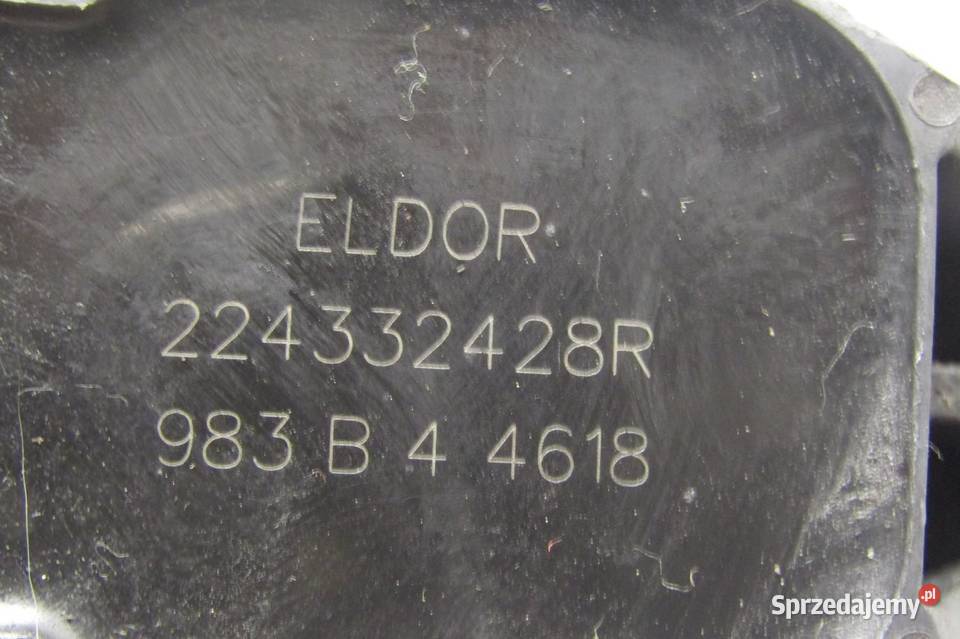 ELDOR
224332428R
983 B 4 4618
Sprzedajemy.pl